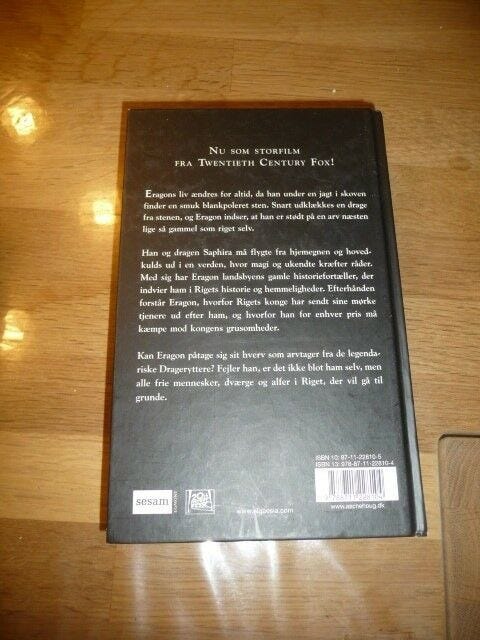 NU SOM STORFILM
FRA TWENTIETH CENTURY FOX!
Eragons liv ændres for altid, da han under en jagt i skoven
finder en smuk blankpoleret sten. Snart udklækkes en drage
fra stenen, og Eragon indser, at han er stødt på en arv næsten
lige så gammel som riget selv.
Han og dragen Saphira må flygte fra hjemegnen og hoved-
kulds ud i en verden, hvor magi og ukendte kræfter råder.
Med sig har Eragon landsbyens gamle historiefortæller, der
indvier ham i Rigets historie og hemmeligheder. Efterhånden
forstår Eragon, hvorfor Rigets konge har sendt sine mørke
tjenere ud efter ham, og hvorfor han for enhver pris må
kæmpe mod kongens grusomheder.
Kan Eragon påtage sig sit hverv som arvtager fra de legenda-
riske Drageryttere? Fejler han, er det ikke blot ham selv, men
alle frie mennesker, dværge og alfer i Riget, der vil gå til
grunde.
ISBN 10: 87-11-22810-5
ISBN 13: 978-87-11-22810-4
sesam
EGMONT
www.alagaesia.com
www.aschehoug.dk